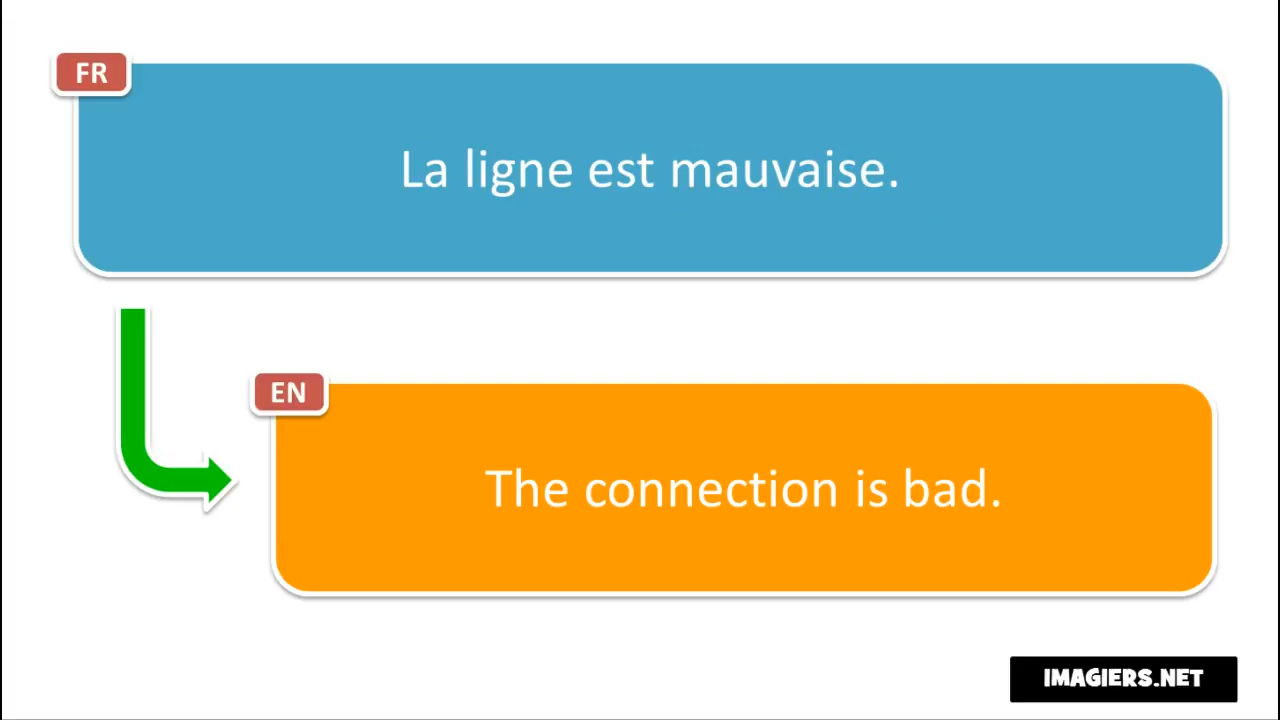 FR
La ligne est mauvaise.
EN
The connection is bad.
IMAGIERS.NET